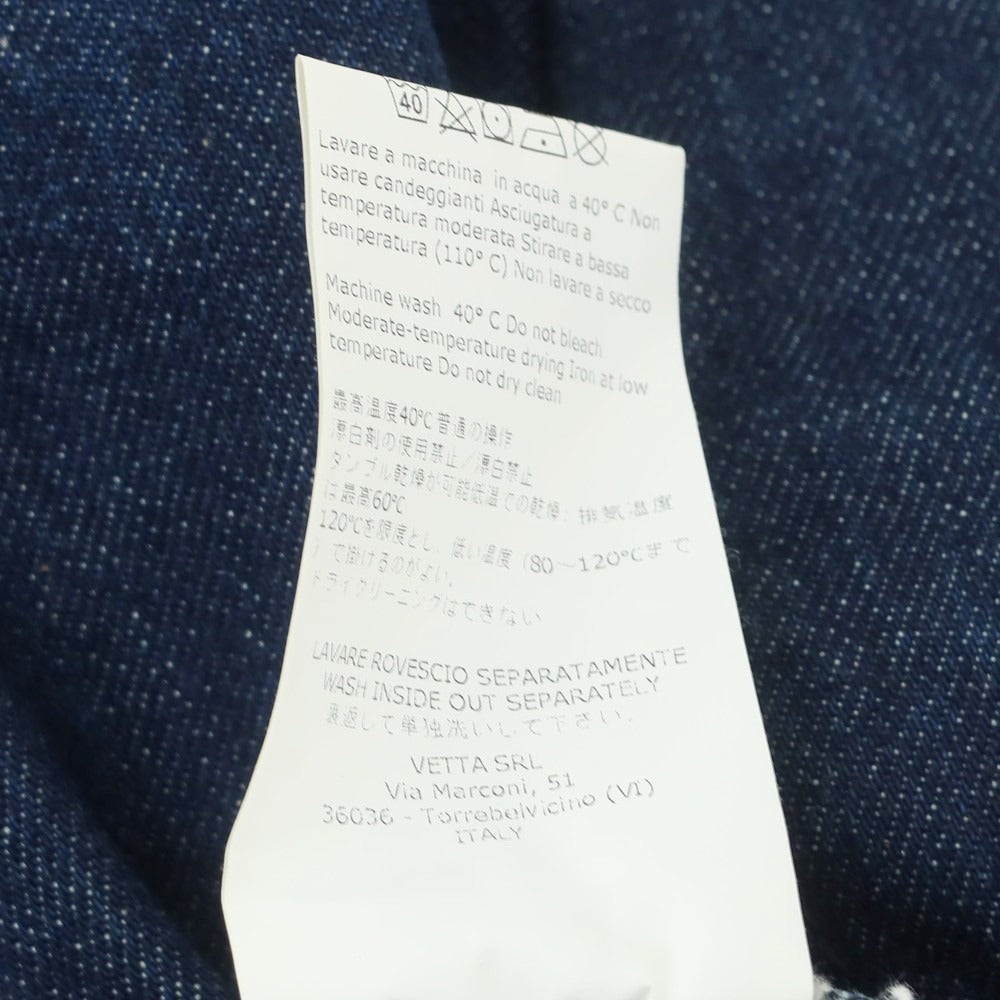 40
Lavare a macchina in acqua a 40° C Non
usare candeggianti Asciugatura a
temperatura moderata Stirare a bassa
temperatura (110° C) Non lavare a secco
Machine wash 40° C Do not bleach
Moderate-temperature drying Iron at low
temperature Do not dry clean
最高温度40℃ 普通の操作
漂白剤の使用禁止／漂白禁止
タンブル乾燥が可能低温での乾燥: 排気温度
は最高60℃
120℃を限度とし、低い温度（80～120℃まで
）で掛けるのがよい。
ドライクリーニングはできない
LAVARE ROVESCIO SEPARATAMENTE
WASH INSIDE OUT SEPARATELY
裏返して単独洗いして下さい.
VETTA SRL
Via Marconi, 51
36036 - Torrebelvicino (VI)
ITALY